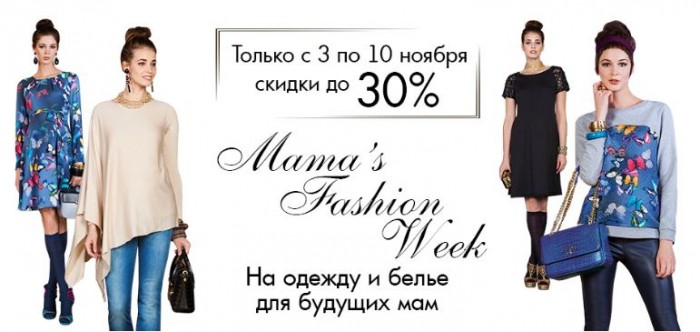 Только с 3 по 10 ноября
скидки до 30%
Mama's
Fashion
Week
На одежду и белье
для будущих мам